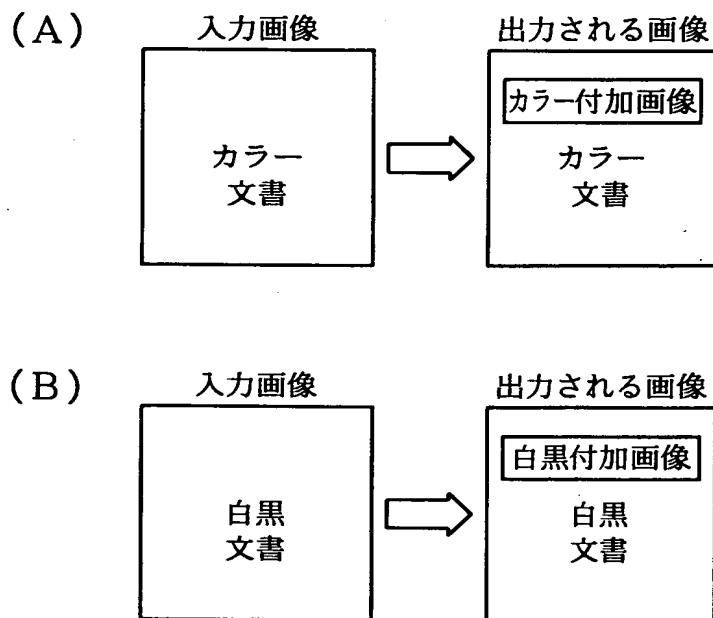 (A)
入力画像
出力される画像
カラー
文書
カラー付加画像
カラー
文書
(B)
入力画像
出力される画像
白黒
文書
白黒付加画像
白黒
文書